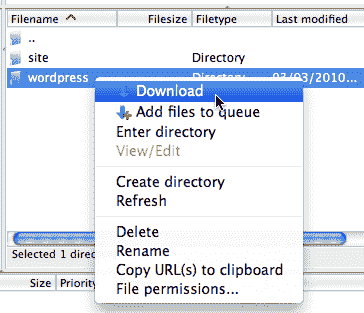 Filename Filesize Filetype Last modified
..
site Directory
wordpress Directory 03/03/2010...
Download
Add files to queue
Enter directory
View/Edit
Create directory
Refresh
Delete
Selected 1 direc
Rename
Copy URL(s) to clipboard
Size Priority
File permissions...